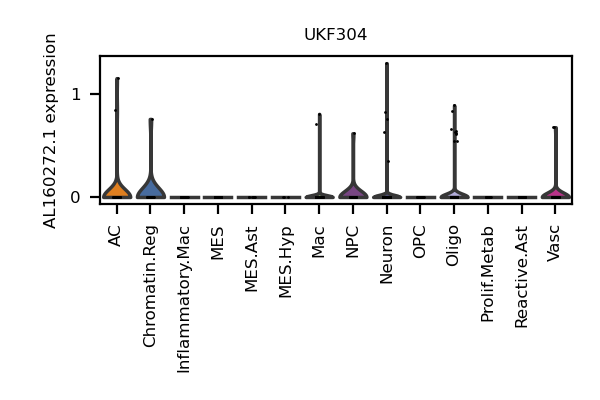 UKF304
AL160272.1 expression
1
0
AC
Chromatin.Reg
Inflammatory.Mac
MES
MES.Ast
MES.Hyp
Mac
NPC
Neuron
OPC
Oligo
Prolif.Metab
Reactive.Ast
Vasc